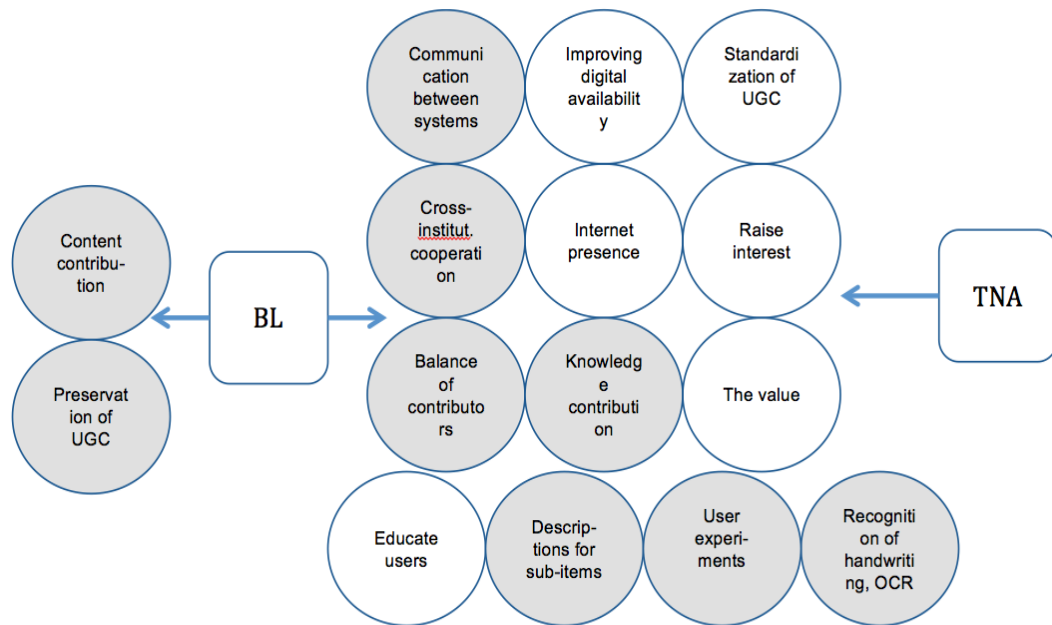 Communi
cation
between
systems
Improving
digital
availabilit
y
Standardi
zation of
UGC
Content
contribu-
tion
BL
Cross-
institut.
cooperati
on
Internet
presence
Raise
interest
TNA
Preservat
ion of
UGC
Balance
of
contributo
rs
Knowledg
e
contributi
on
The value
Educate
users
Descrip-
tions for
sub-items
User
experi-
ments
Recogniti
on of
handwriti
ng, OCR